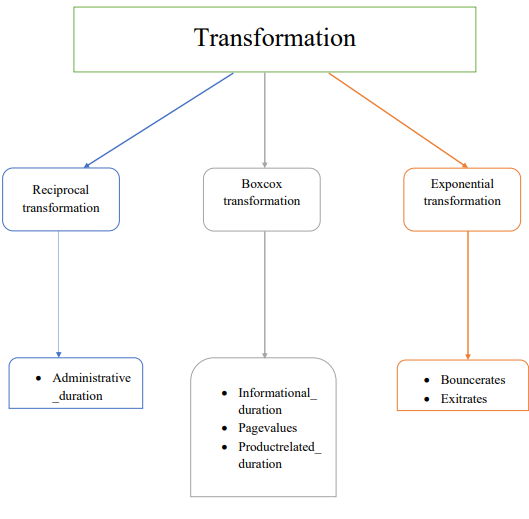 Transformation
Reciprocal
transformation
Boxcox
transformation
Exponential
transformation
• Administrative
_duration
• Informational_
duration
• Pagevalues
• Productrelated_
duration
• Bouncerates
• Exitrates